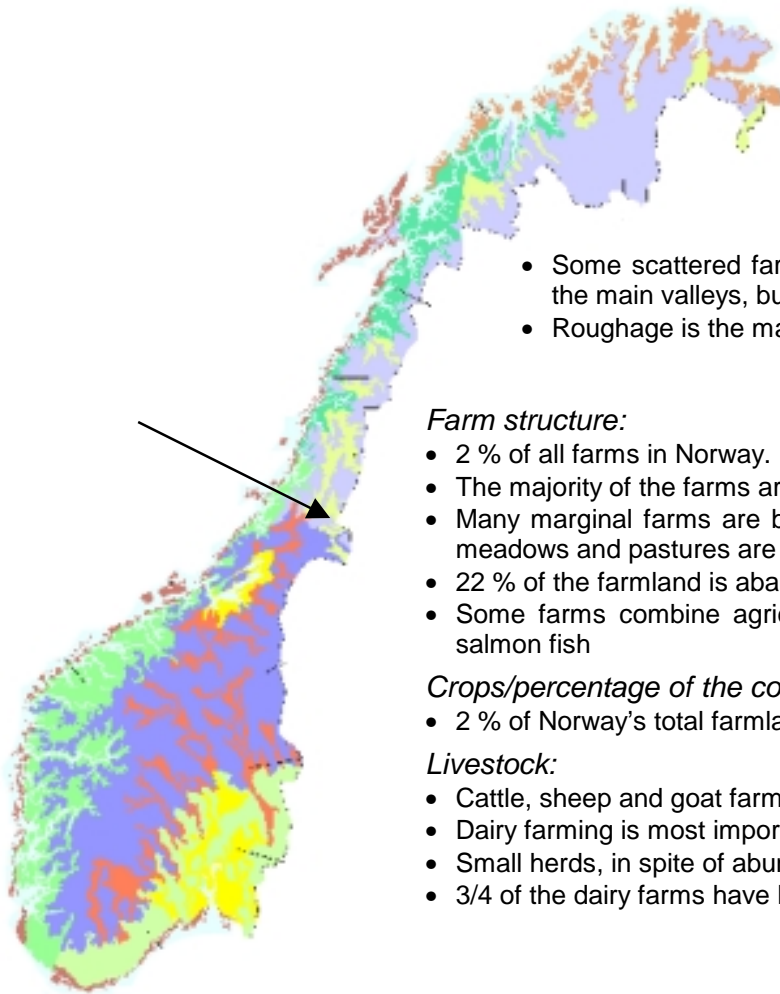 • Some scattered far
the main valleys, bu
• Roughage is the ma
Farm structure:
• 2 % of all farms in Norway.
• The majority of the farms ar
• Many marginal farms are b
meadows and pastures are
• 22 % of the farmland is aba
• Some farms combine agric
salmon fish
Crops/percentage of the co
• 2 % of Norway's total farmla
Livestock:
• Cattle, sheep and goat farm
• Dairy farming is most impor
• Small herds, in spite of abur
• 3/4 of the dairy farms have l